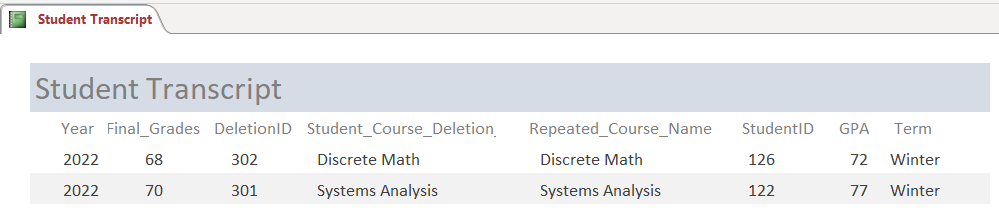 Student Transcript
Student Transcript
Year Final_Grades DeletionID Student_Course_Deletion_ Repeated_Course_Name StudentID GPA Term
2022 68 302 Discrete Math Discrete Math 126 72 Winter
2022 70 301 Systems Analysis Systems Analysis 122 77 Winter